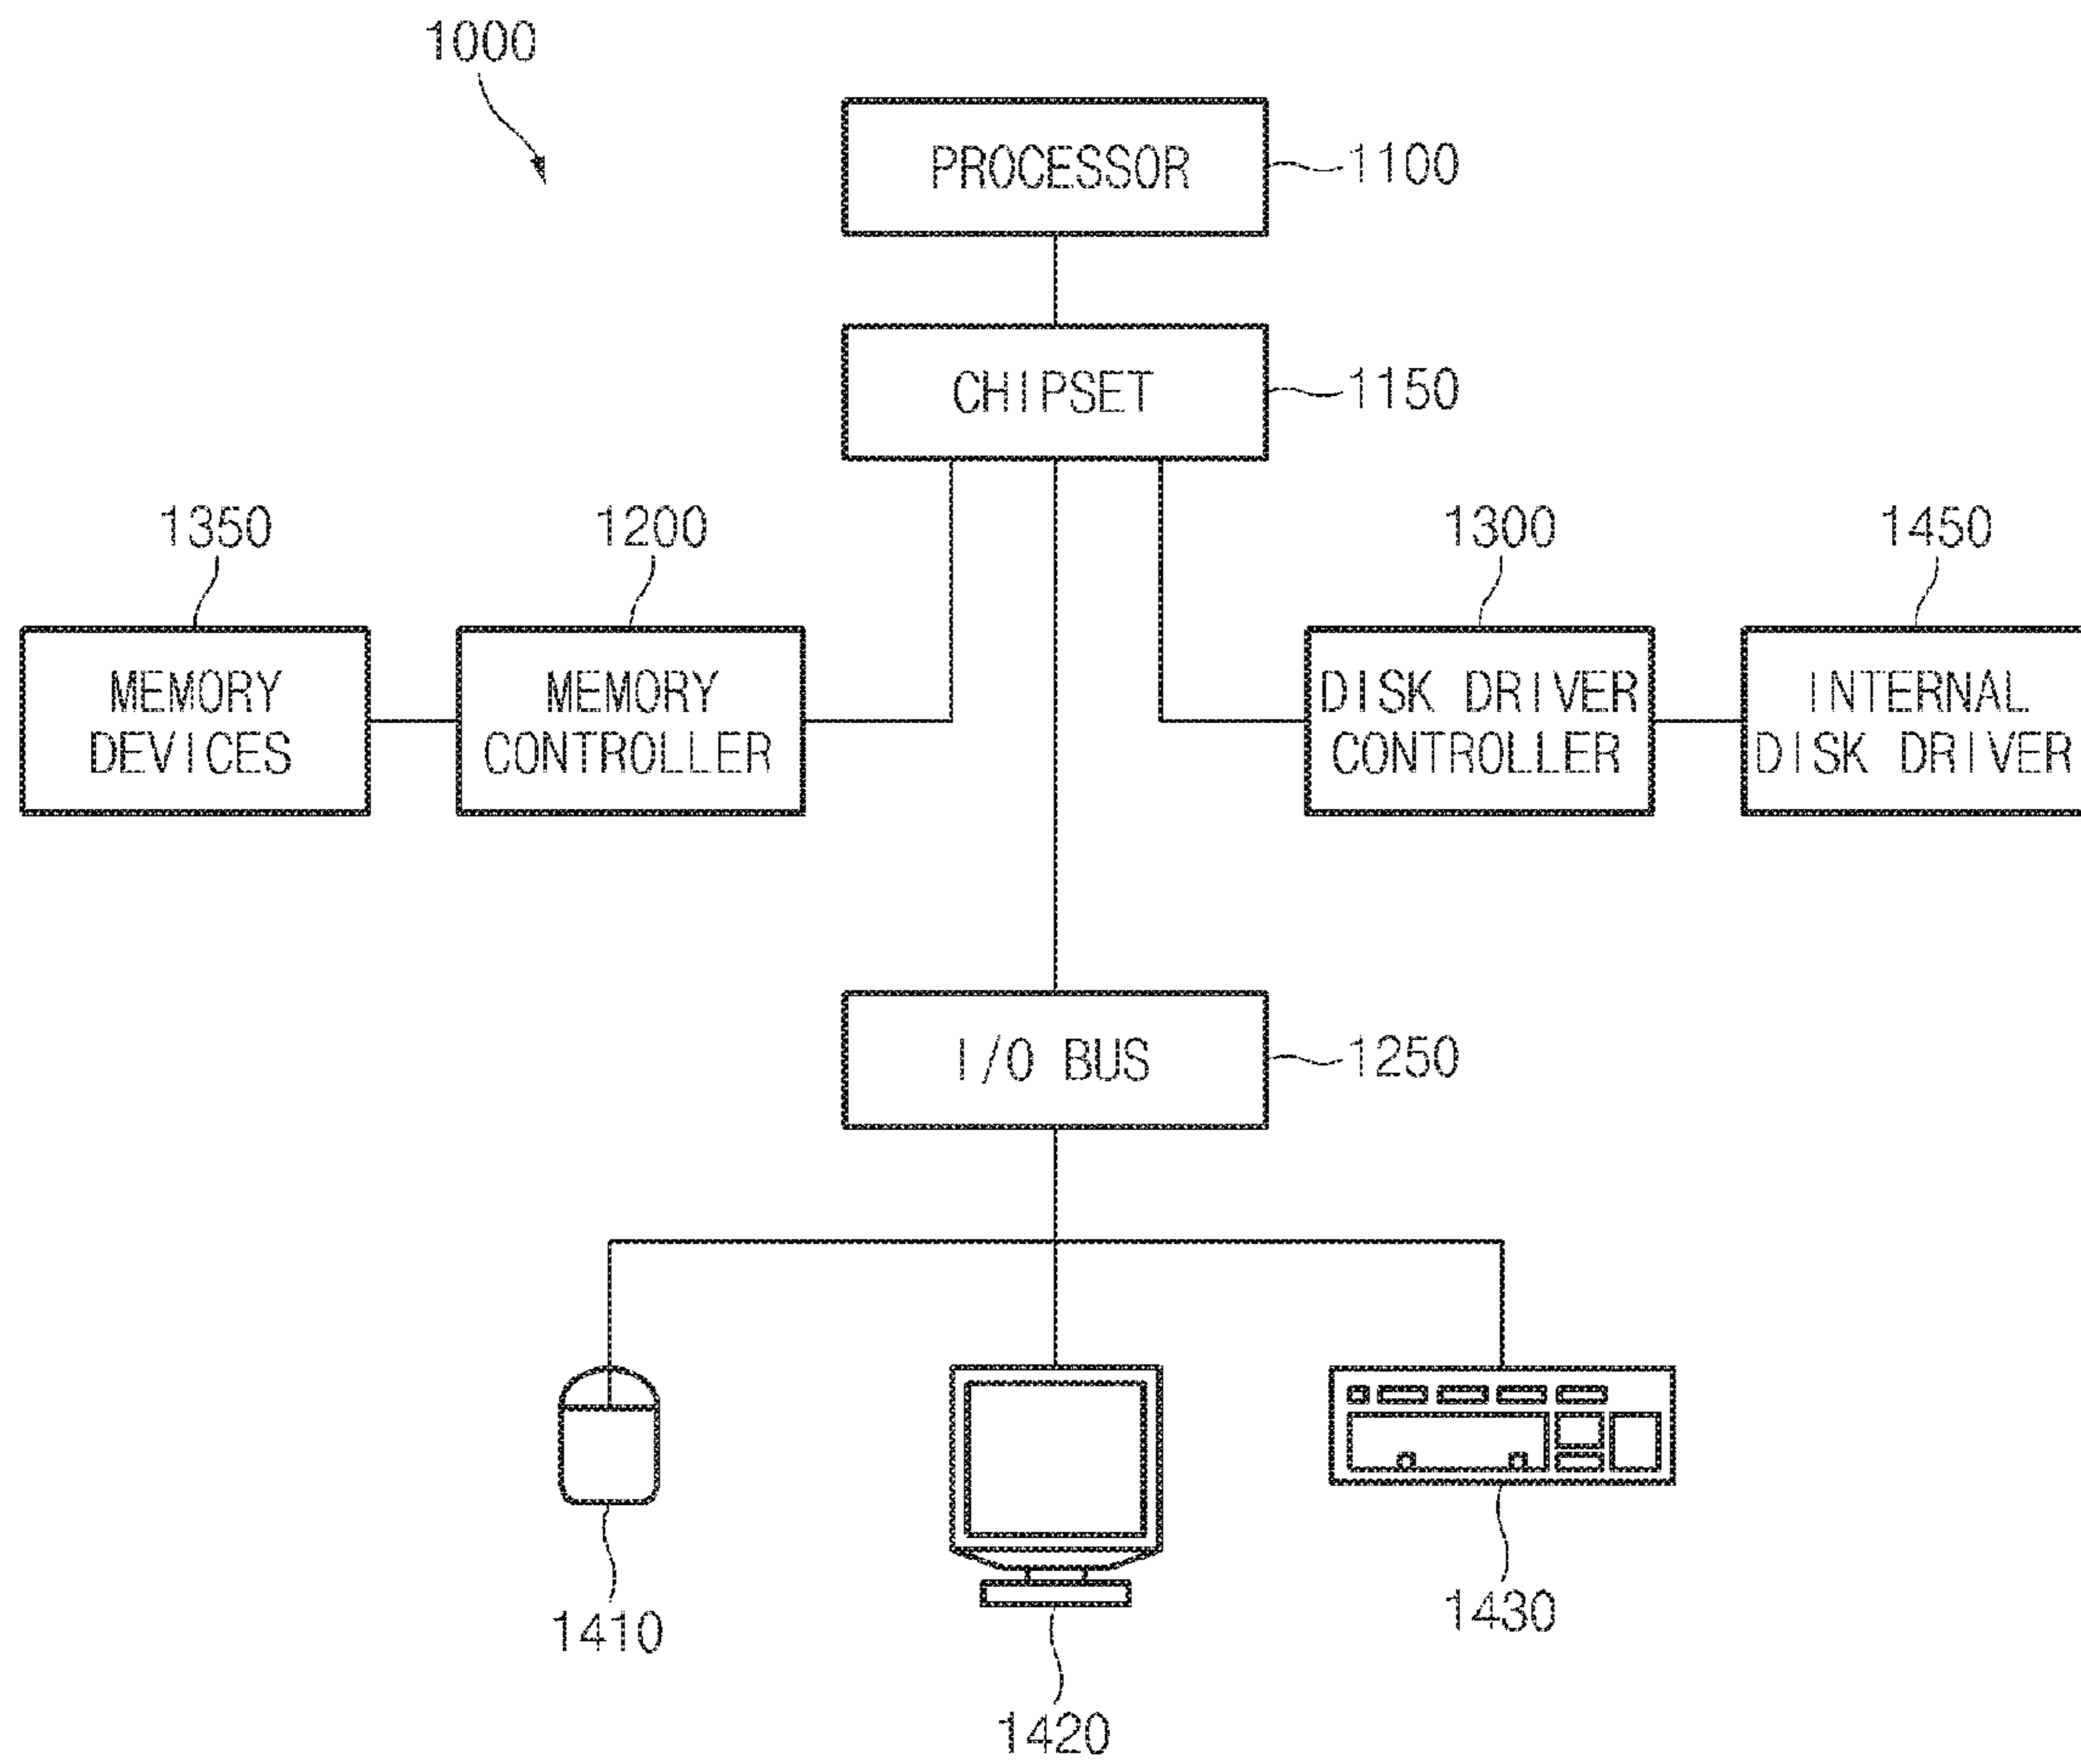 1000
PROCESSOR
1100
CHIPSET
1150
1350
1200
1300
1450
MEMORY
DEVICES
MEMORY
CONTROLLER
DISK DRIVER
CONTROLLER
INTERNAL
DISK DRIVER
I/O BUS
1250
1410
1420
1430